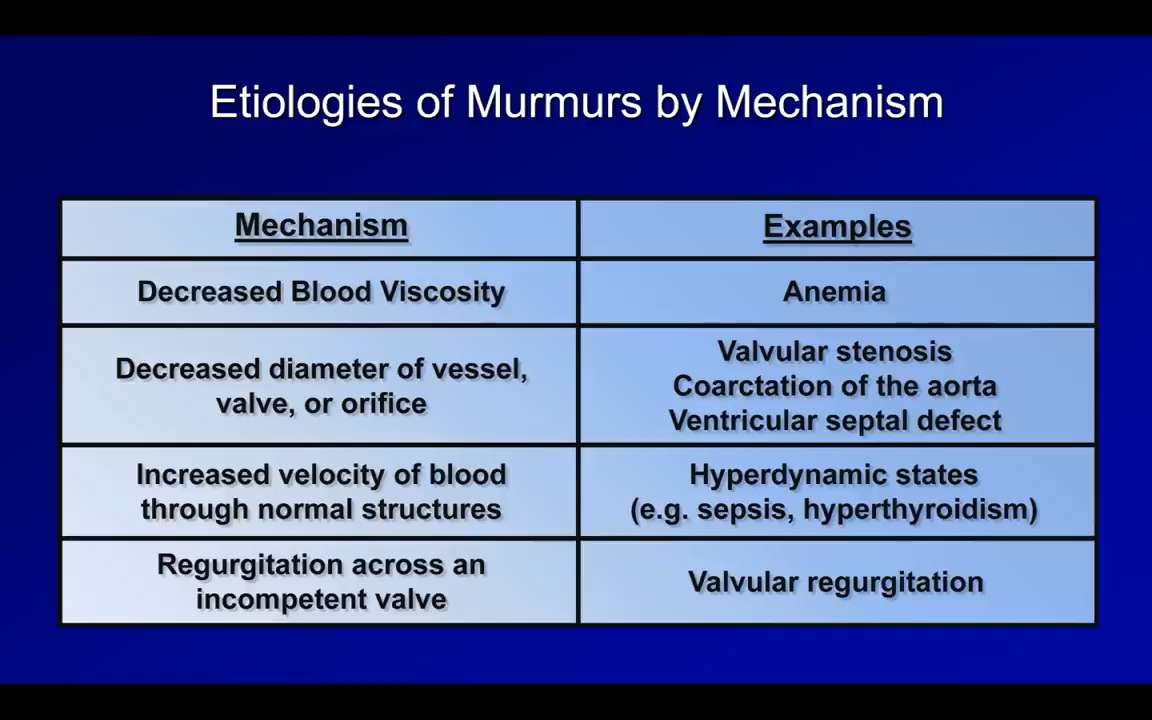 Etiologies of Murmurs by Mechanism
Mechanism
Examples
Decreased Blood Viscosity
Anemia
Decreased diameter of vessel,
valve, or orifice
Valvular stenosis
Coarctation of the aorta
Ventricular septal defect
Increased velocity of blood
through normal structures
Hyperdynamic states
(e.g. sepsis, hyperthyroidism)
Regurgitation across an
incompetent valve
Valvular regurgitation